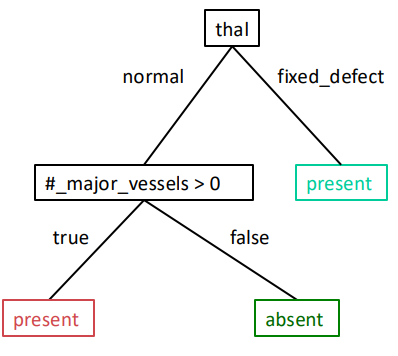 thal
normal
fixed_defect
#_major_vessels > 0
present
true
false
present
absent